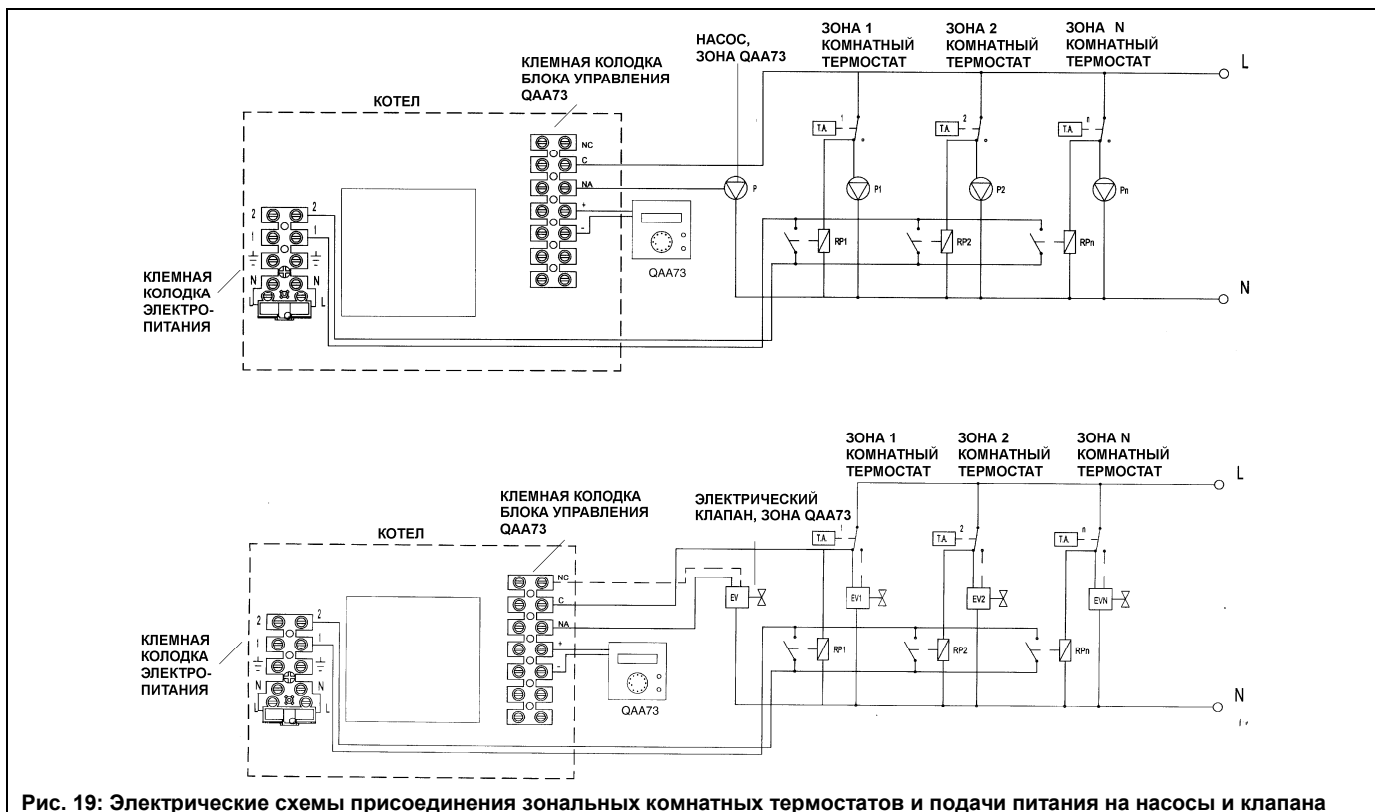 НАСОС,
ЗОНА QAA73
ЗОНА 1
КОМНАТНЫЙ
ТЕРМОСТАТ
ЗОНА 2
КОМНАТНЫЙ
ТЕРМОСТАТ
ЗОНА N
КОМНАТНЫЙ
ТЕРМОСТАТ
L
КЛЕМНАЯ КОЛОДКА
БЛОКА УПРАВЛЕНИЯ
QAA73
КОТЕЛ
NC
C
NA
+
-
T.A. 1
T.A. 2
T.A. n
P
P1
P2
Pn
QAA73
RP1
RP2
RPn
2 2
1 1
N N
L L
КЛЕМНАЯ
КОЛОДКА
ЭЛЕКТРО-
ПИТАНИЯ
N
ЗОНА 1
КОМНАТНЫЙ
ТЕРМОСТАТ
ЗОНА 2
КОМНАТНЫЙ
ТЕРМОСТАТ
ЗОНА N
КОМНАТНЫЙ
ТЕРМОСТАТ
L
КЛЕМНАЯ КОЛОДКА
БЛОКА УПРАВЛЕНИЯ
QAA73
ЭЛЕКТРИЧЕСКИЙ
КЛАПАН, ЗОНА QAA73
КОТЕЛ
NC
C
NA
+
-
T.A. 1
T.A. 2
T.A. n
EV
EV1
EV2
EVN
QAA73
RP1
RP2
RPn
2 2
1 1
N N
L L
КЛЕМНАЯ
КОЛОДКА
ЭЛЕКТРО-
ПИТАНИЯ
N
Рис. 19: Электрические схемы присоединения зональных комнатных термостатов и подачи питания на насосы и клапана